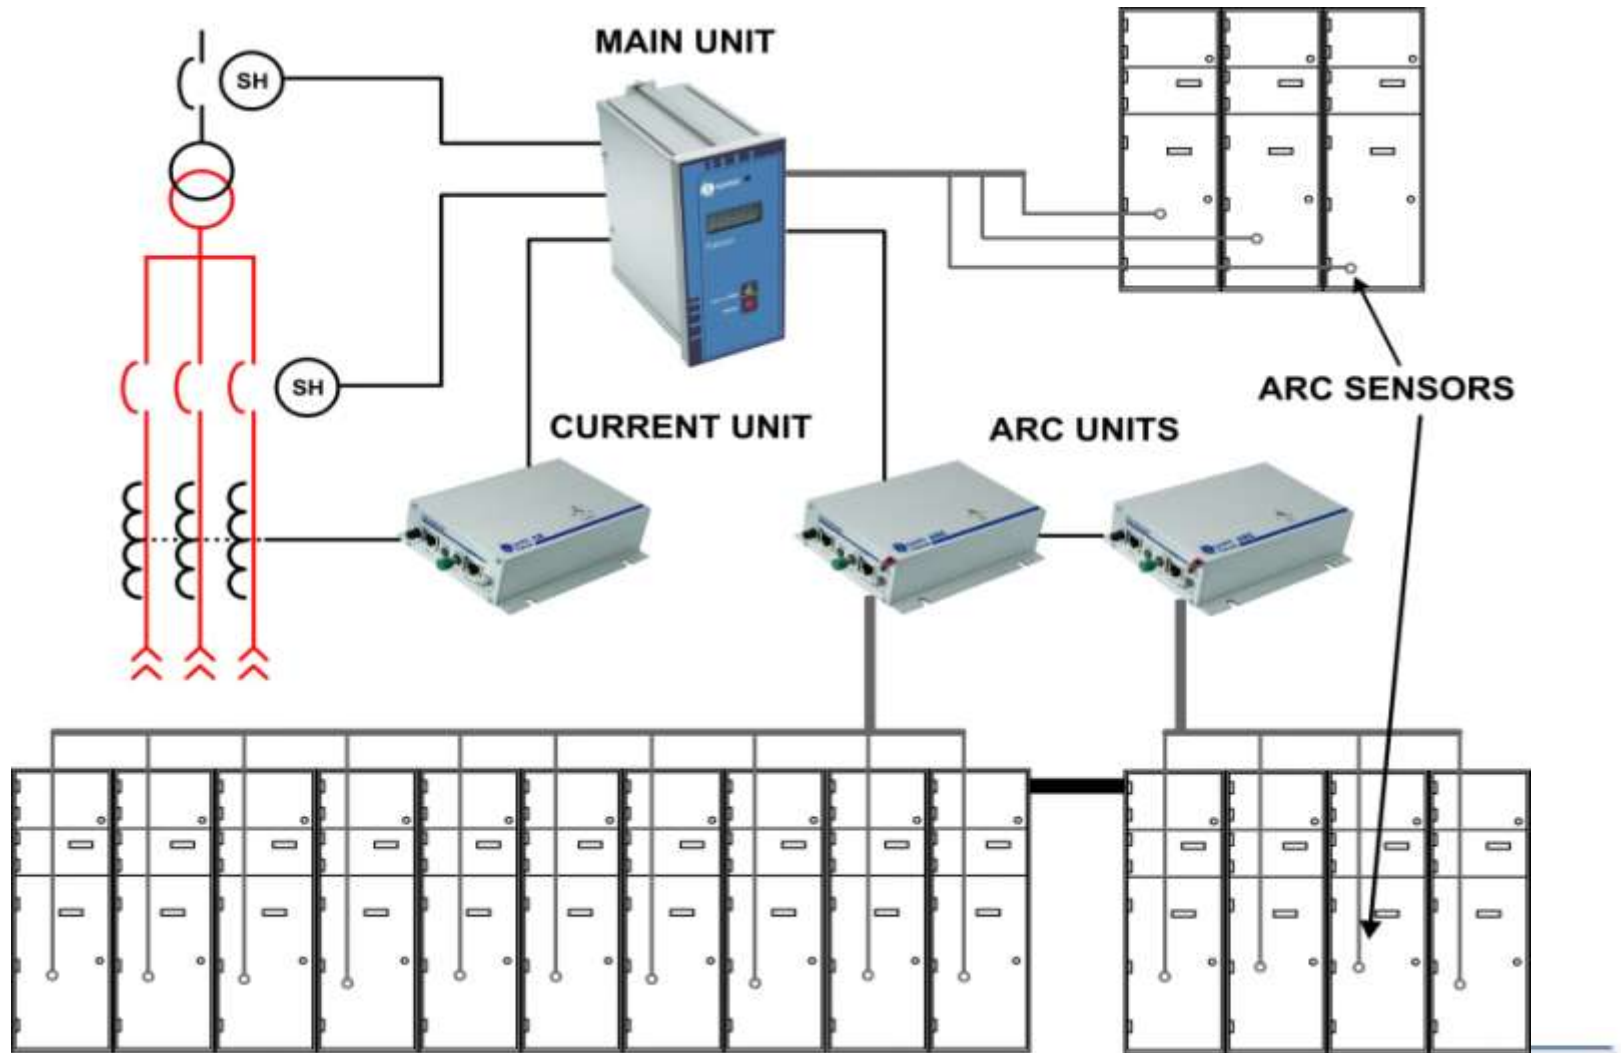 MAIN UNIT
SH
SH
CURRENT UNIT
ARC UNITS
ARC SENSORS